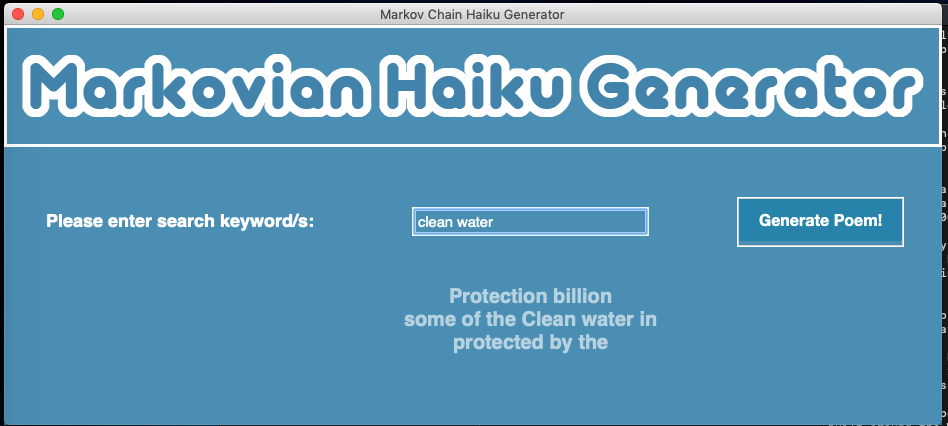 Markov Chain Haiku Generator
Markovian Haiku Generator
Please enter search keyword/s:
clean water
Generate Poem!
Protection billion
some of the Clean water in
protected by the